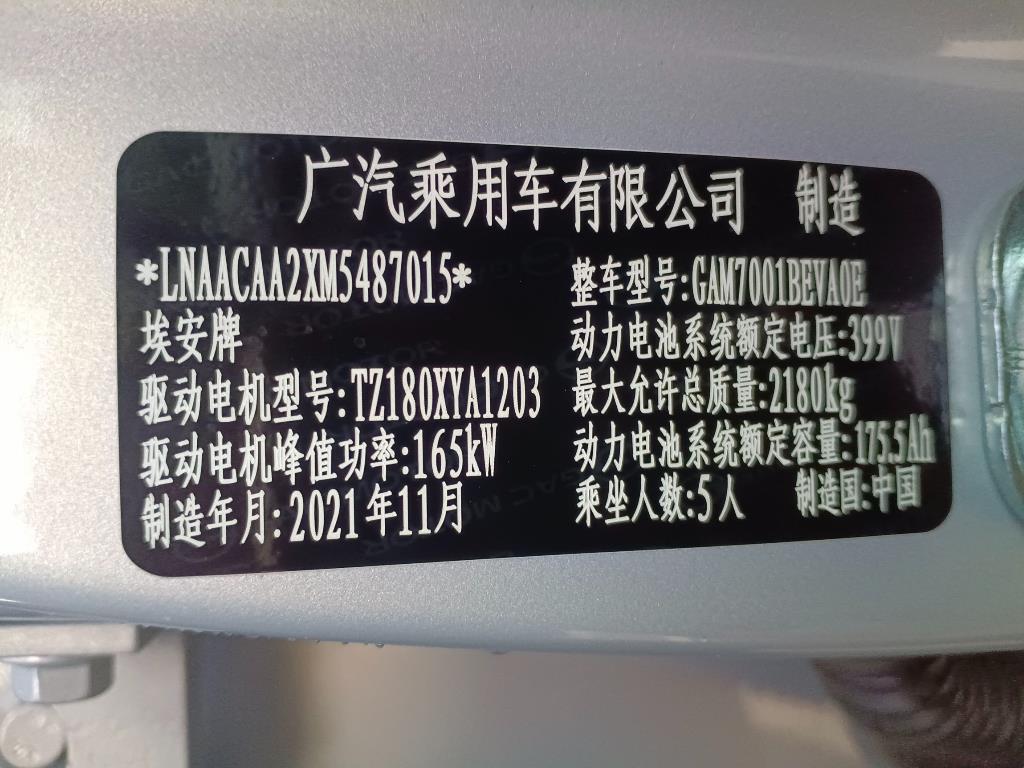 广汽乘用车有限公司 制造
*LNAACAA2XM5487015*
整车型号:GAM7001BEVA0E
埃安牌
动力电池系统额定电压:399V
驱动电机型号:TZ180XYA1203
最大允许总质量:2180kg
驱动电机峰值功率:165kW
动力电池系统额定容量:175.5Ah
制造年月:2021年11月
乘坐人数:5人 制造国:中国